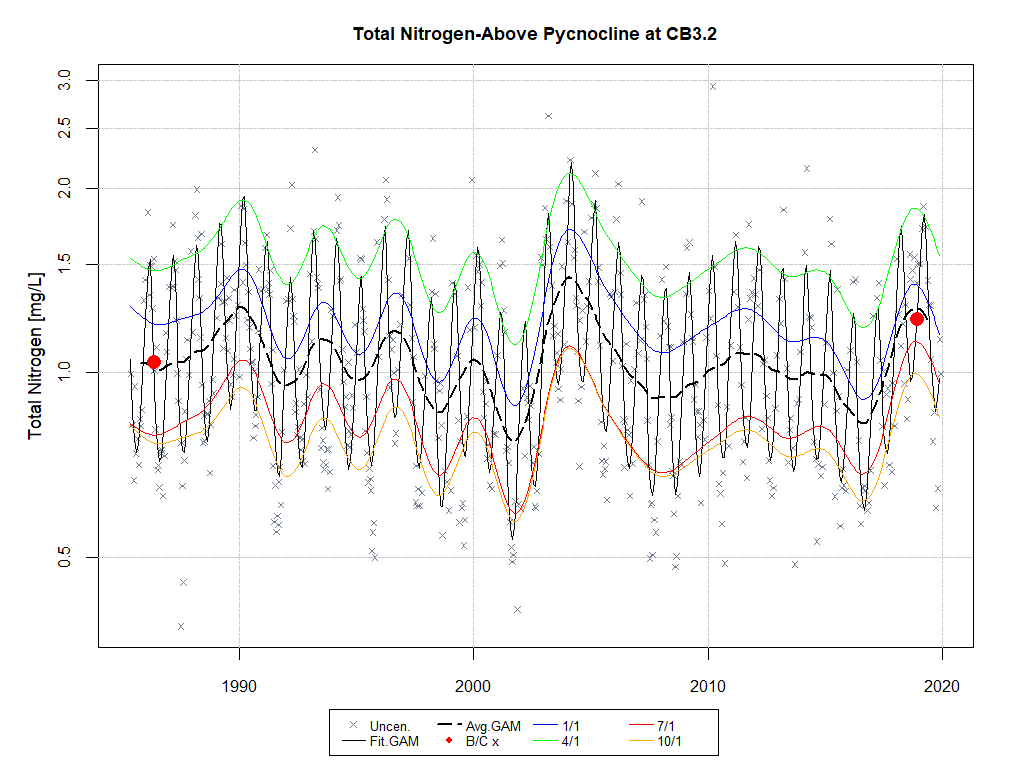 Total Nitrogen-Above Pycnocline at CB3.2
Total Nitrogen [mg/L]
3.0
2.5
2.0
1.5
1.0
0.5
1990 2000 2010 2020
Uncen. Avg.GAM 1/1 7/1
Fit.GAM B/C x 4/1 10/1